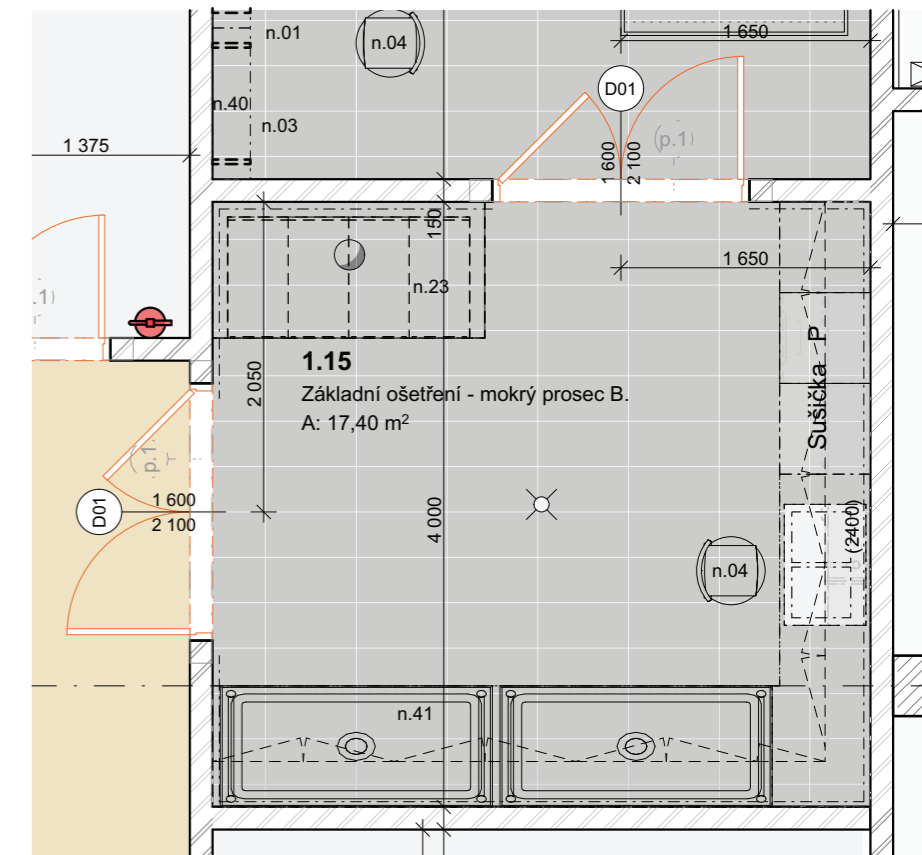 n.01
n.04
1 650
D01
n.40
n.03
1 375
(p.1)
1 600
2 100
150
1 650
n.23
.1)
1.15
Základní ošetření - mokrý prosec B.
A: 17,40 m²
2 050
Sušička P
(p.1)
D01
1 600
2 100
4 000
(2400)
n.04
n.41